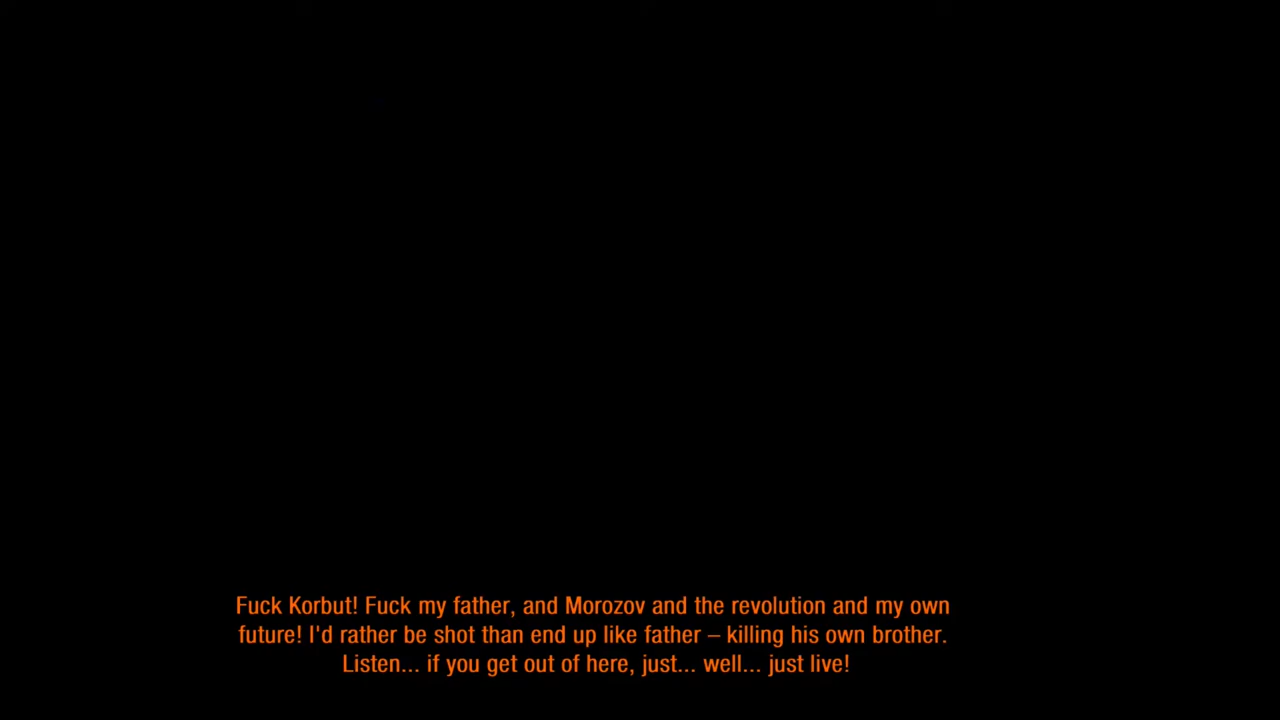 Fuck Korbut! Fuck my father, and Morozov and the revolution and my own
future! I'd rather be shot than end up like father – killing his own brother.
Listen... if you get out of here, just... well... just live!